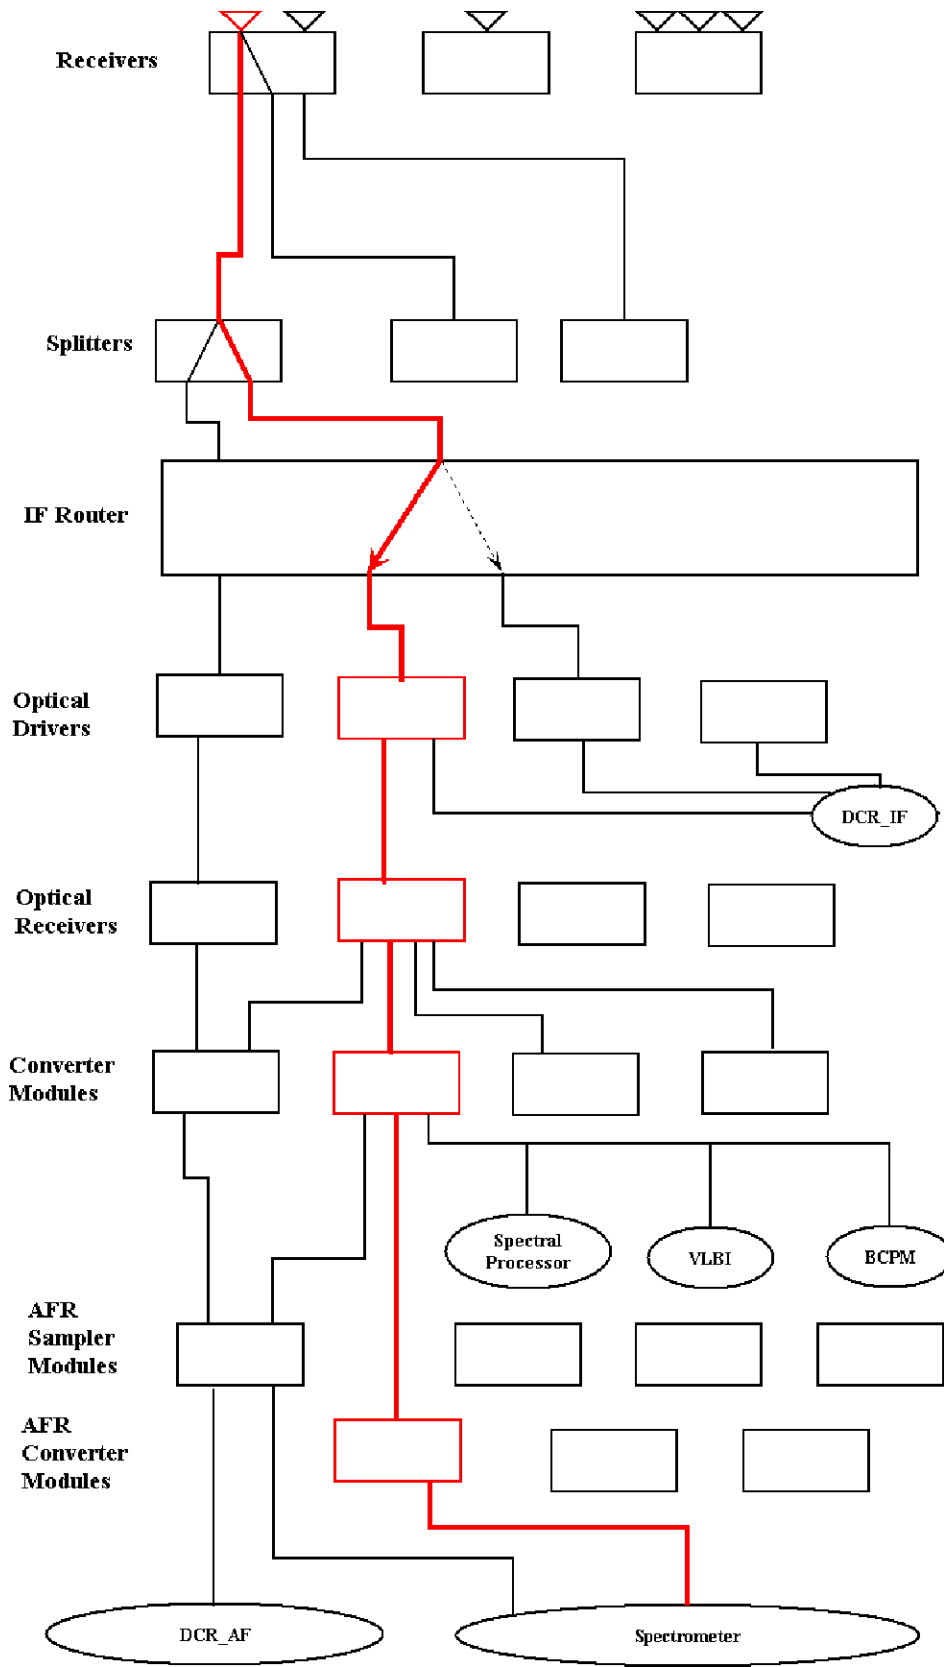 Receivers
Splitters
IF Router
Optical
Drivers
DCR_IF
Optical
Receivers
Converter
Modules
Spectral
Processor
VLBI
BCPM
AFR
Sampler
Modules
AFR
Converter
Modules
DCR_AF
Spectrometer